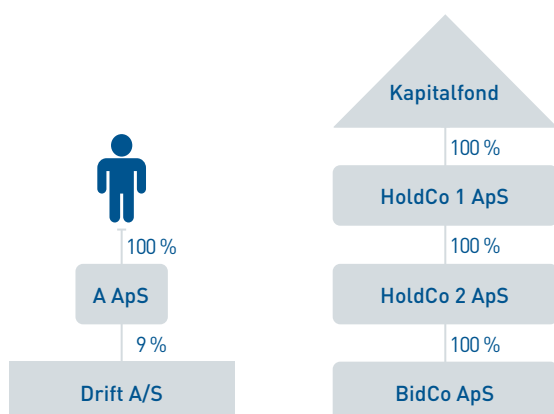 Kapitalfond
100 %
HoldCo 1 ApS
100 %
100 %
A ApS
HoldCo 2 ApS
9 %
100 %
Drift A/S
BidCo ApS